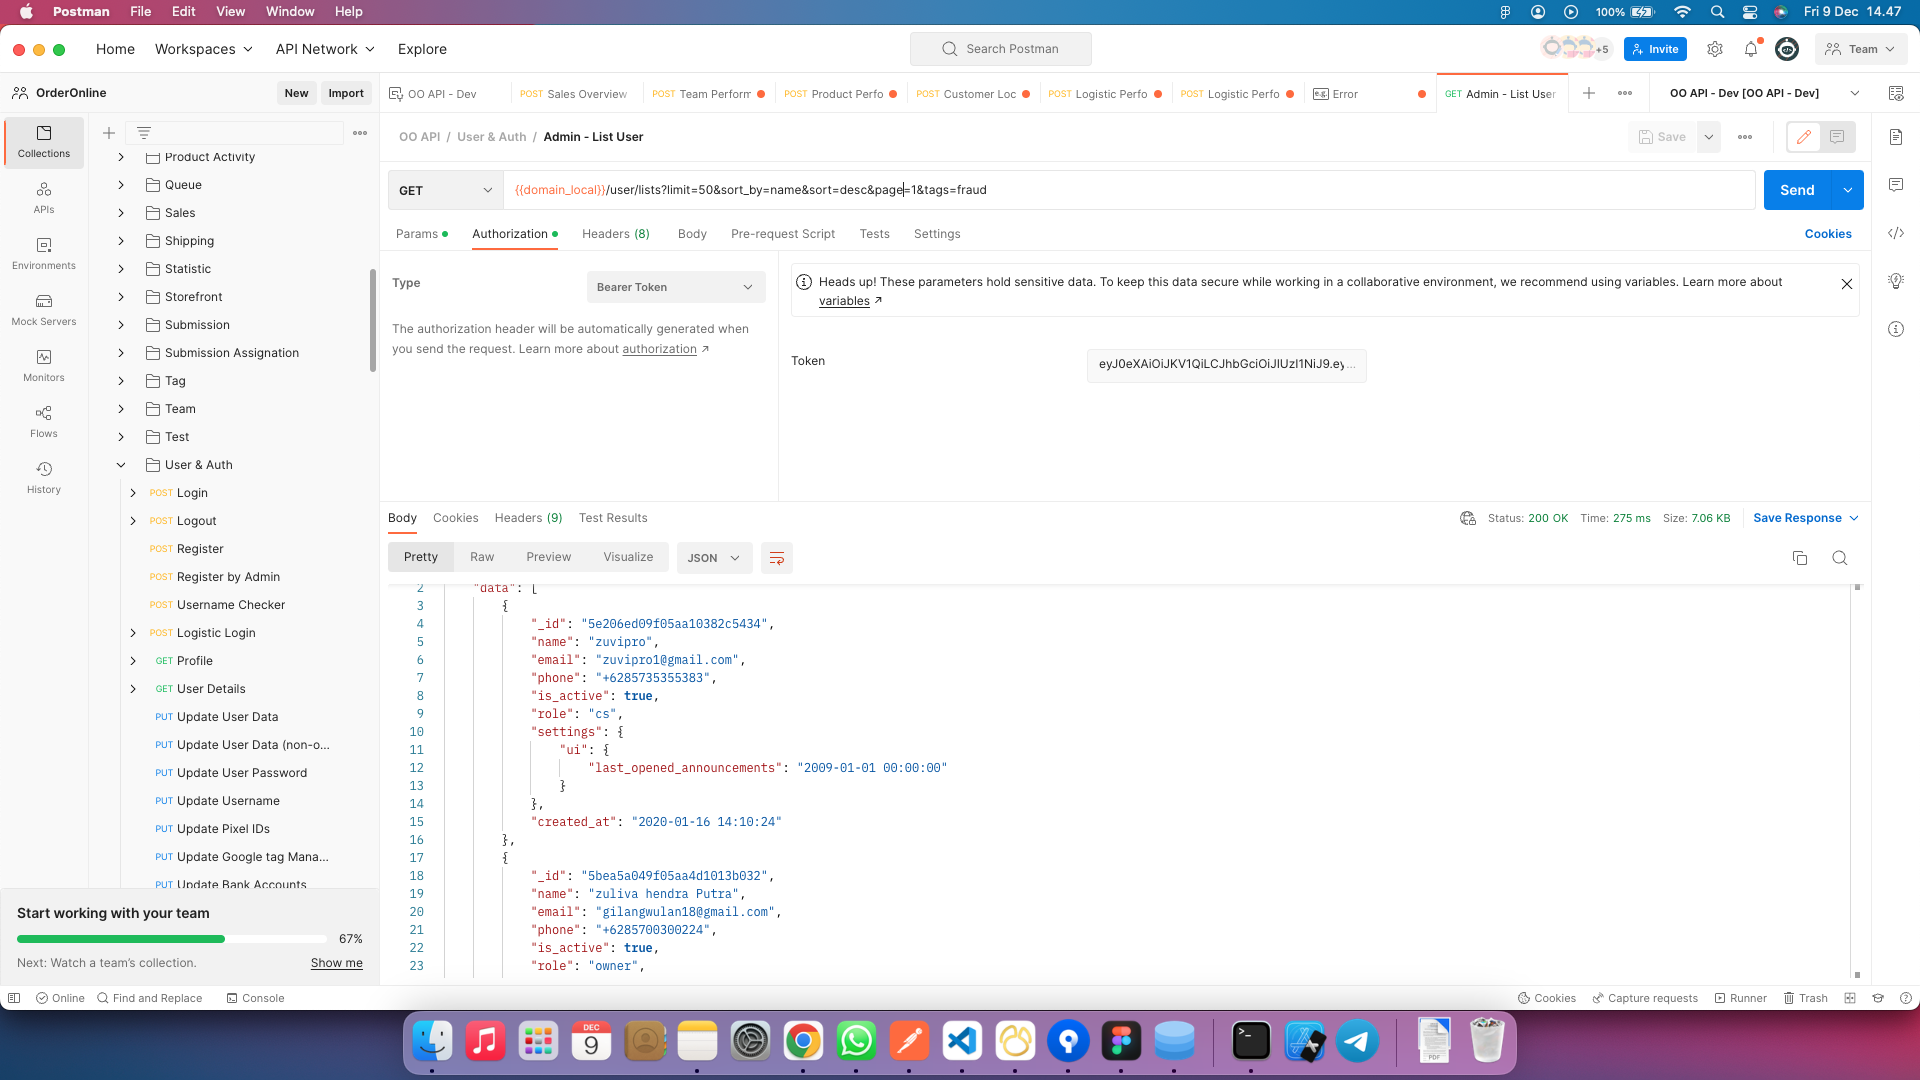 Postman File Edit View Window Help 100% Fri 9 Dec 14.47
Home Workspaces API Network Explore Search Postman +5 Invite Team
OrderOnline New Import OO API - Dev POST Sales Overview POST Team Perform POST Product Perfo POST Customer Loc POST Logistic Perfo POST Logistic Perfo e.g. Error GET Admin - List User OO API - Dev [OO API - Dev]
Collections
APIs
Environments
Mock Servers
Monitors
Flows
History
Product Activity
Queue
Sales
Shipping
Statistic
Storefront
Submission
Submission Assignation
Tag
Team
Test
User & Auth
POST Login
POST Logout
POST Register
POST Register by Admin
POST Username Checker
POST Logistic Login
GET Profile
GET User Details
PUT Update User Data
PUT Update User Data (non-o...
PUT Update User Password
PUT Update Username
PUT Update Pixel IDs
PUT Update Google tag Mana...
PUT Update Bank Accounts
Start working with your team
67%
Next: Watch a team's collection. Show me
OO API / User & Auth / Admin - List User Save
GET {{domain_local}}/user/lists?limit=50&sort_by=name&sort=desc&page=1&tags=fraud Send
Params Authorization Headers (8) Body Pre-request Script Tests Settings Cookies
Type Bearer Token
The authorization header will be automatically generated when
you send the request. Learn more about authorization ↗
Heads up! These parameters hold sensitive data. To keep this data secure while working in a collaborative environment, we recommend using variables. Learn more about
variables ↗
Token eyJ0eXAiOiJKV1QiLCJhbGciOiJIUzI1NiJ9.ey...
Body Cookies Headers (9) Test Results Status: 200 OK Time: 275 ms Size: 7.06 KB Save Response
Pretty Raw Preview Visualize JSON
2 "data": [
3 {
4 "_id": "5e206ed09f05aa10382c5434",
5 "name": "zuvipro",
6 "email": "zuvipro1@gmail.com",
7 "phone": "+6285735355383",
8 "is_active": true,
9 "role": "cs",
10 "settings": {
11 "ui": {
12 "last_opened_announcements": "2009-01-01 00:00:00"
13 }
14 },
15 "created_at": "2020-01-16 14:10:24"
16 },
17 {
18 "_id": "5bea5a049f05aa4d1013b032",
19 "name": "zuliva hendra Putra",
20 "email": "gilangwulan18@gmail.com",
21 "phone": "+6285700300224",
22 "is_active": true,
23 "role": "owner",
Online Find and Replace Console Cookies Capture requests Runner Trash
DEC
9
PDF